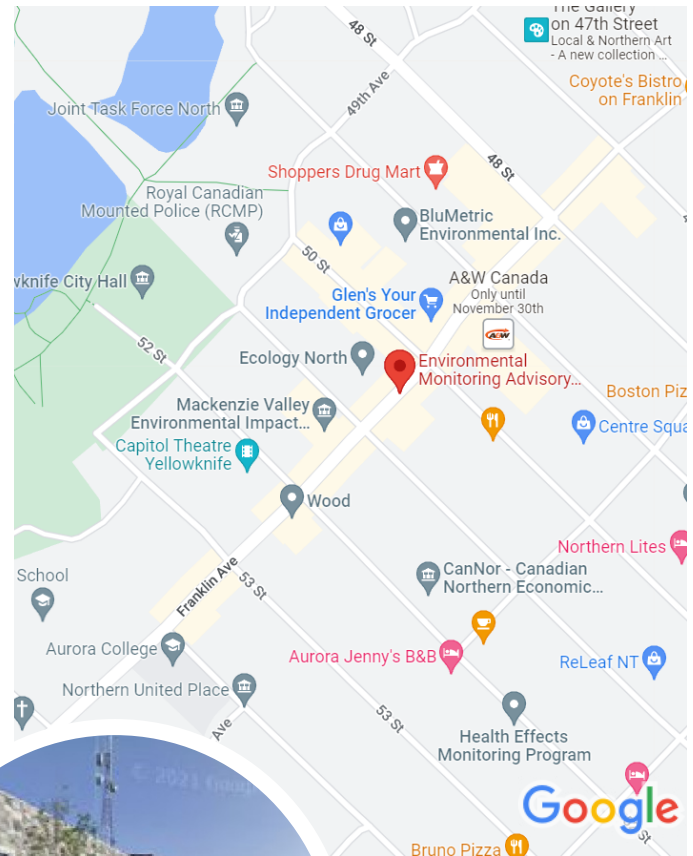 The Gallery
on 47th Street
Local & Northern Art
- A new collection ...
48 St
Coyote's Bistro
on Franklin
49th Ave
Joint Task Force North
Shoppers Drug Mart
48 St
Royal Canadian
Mounted Police (RCMP)
BluMetric
Environmental Inc.
50 St
wknife City Hall
A&W Canada
Only until
November 30th
Glen's Your
Independent Grocer
A&W
52 St
Ecology North
Environmental
Monitoring Advisory...
Boston Piz
Mackenzie Valley
Environmental Impact...
Centre Squa
Capitol Theatre
Yellowknife
Wood
Northern Lites
School
Franklin Ave
53 St
CanNor - Canadian
Northern Economic...
Aurora College
Aurora Jenny's B&B
ReLeaf NT
Northern United Place
Ave
53 St
Health Effects
Monitoring Program
© 2021 Goog
Google
St
Bruno Pizza